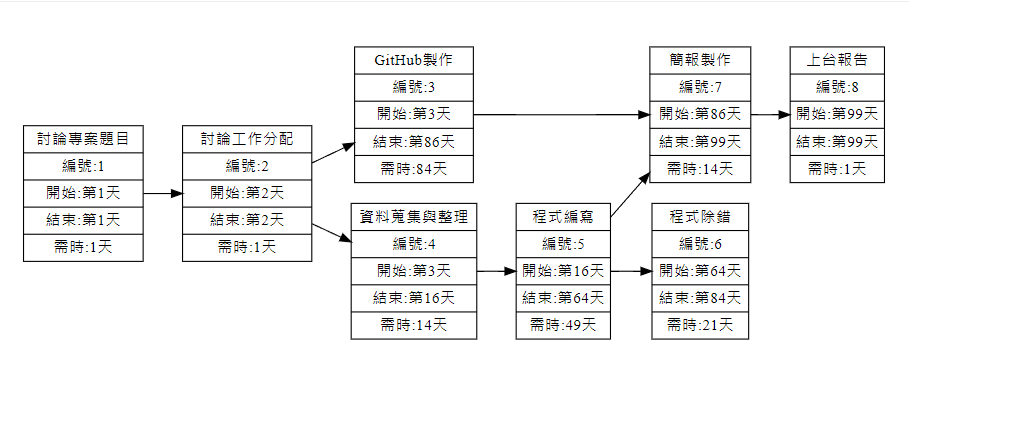 討論專案題目
編號:1
開始:第1天
結束:第1天
需時:1天
討論工作分配
編號:2
開始:第2天
結束:第2天
需時:1天
GitHub製作
編號:3
開始:第3天
結束:第86天
需時:84天
資料蒐集與整理
編號:4
開始:第3天
結束:第16天
需時:14天
程式編寫
編號:5
開始:第16天
結束:第64天
需時:49天
程式除錯
編號:6
開始:第64天
結束:第84天
需時:21天
簡報製作
編號:7
開始:第86天
結束:第99天
需時:14天
上台報告
編號:8
開始:第99天
結束:第99天
需時:1天